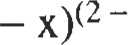 – x)^(2 –